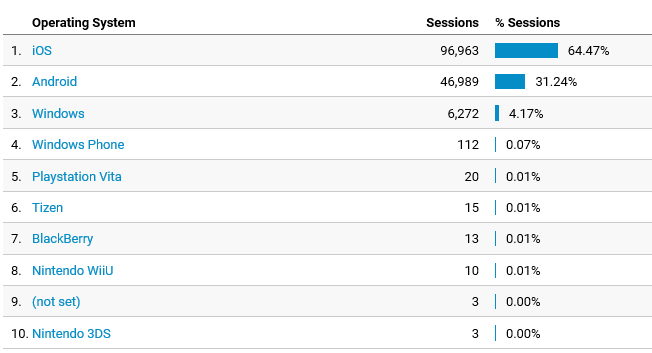 Operating System Sessions % Sessions
1. iOS 96,963 64.47%
2. Android 46,989 31.24%
3. Windows 6,272 4.17%
4. Windows Phone 112 0.07%
5. Playstation Vita 20 0.01%
6. Tizen 15 0.01%
7. BlackBerry 13 0.01%
8. Nintendo WiiU 10 0.01%
9. (not set) 3 0.00%
10. Nintendo 3DS 3 0.00%